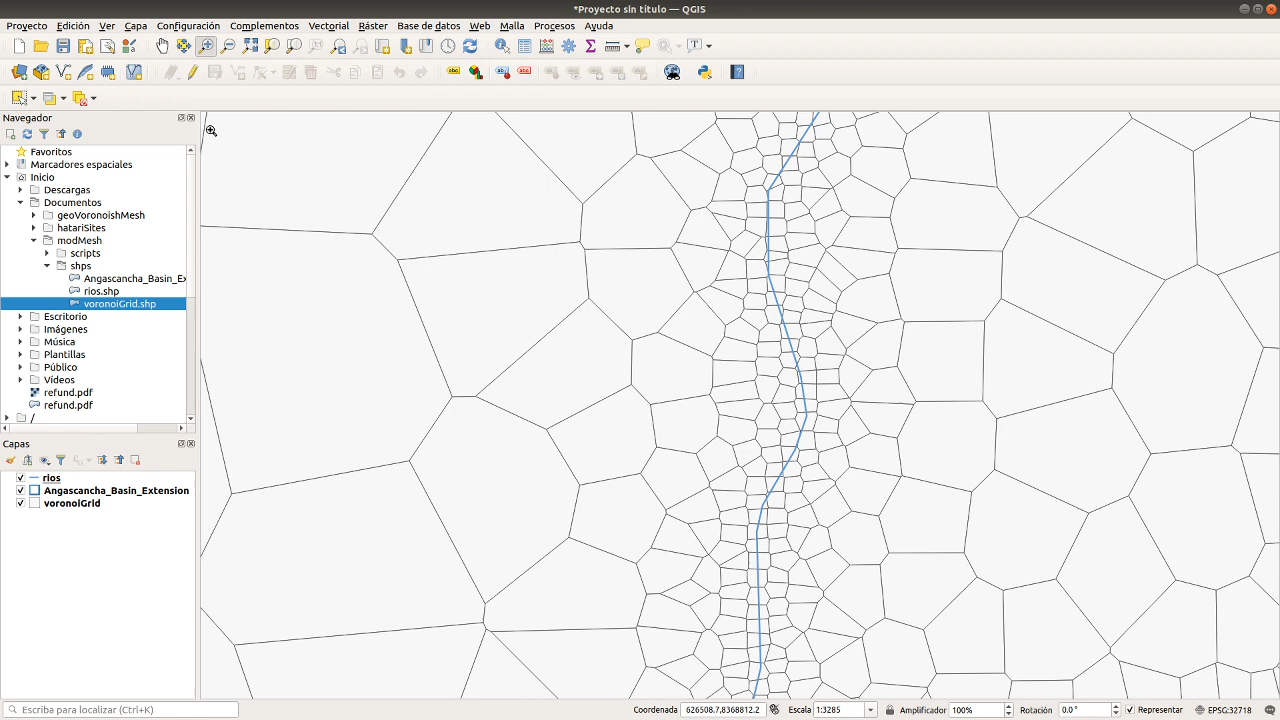 *Proyecto sin título — QGIS
Proyecto Edición Ver Capa Configuración Complementos Vectorial Ráster Base de datos Web Malla Procesos Ayuda
Navegador
Favoritos
Marcadores espaciales
Inicio
Descargas
Documentos
geoVoronoishMesh
hatariSites
modMesh
scripts
shps
Angascancha_Basin_Ex
rios.shp
voronoiGrid.shp
Escritorio
Imágenes
Música
Plantillas
Público
Vídeos
refund.pdf
refund.pdf
/
Capas
rios
Angascancha_Basin_Extension
voronoiGrid
Escriba para localizar (Ctrl+K)
Coordenada 626508.7,8368812.2 Escala 1:3285 Amplificador 100% Rotación 0.0 ° Representar EPSG:32718